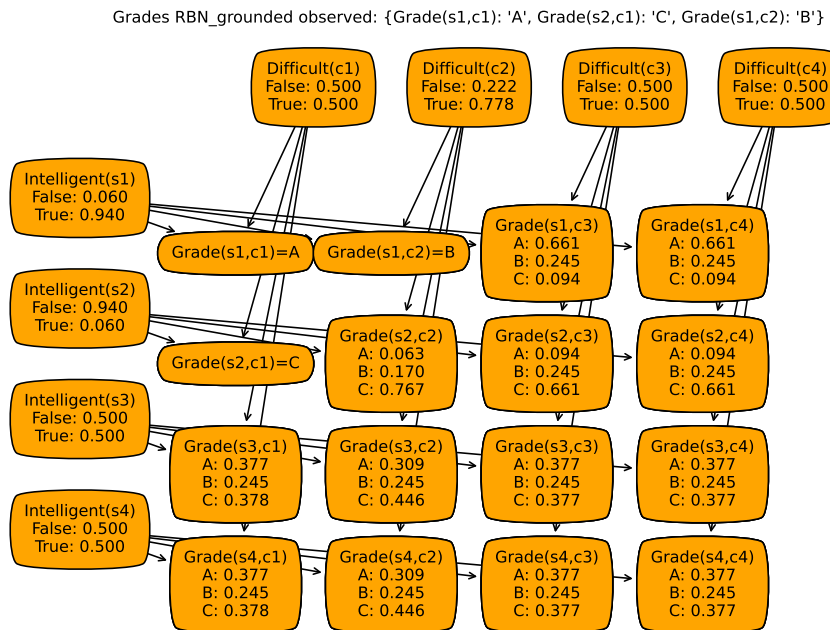 Grades RBN_grounded observed: {Grade(s1,c1): 'A', Grade(s2,c1): 'C', Grade(s1,c2): 'B'}
Difficult(c1)
False: 0.500
True: 0.500
Difficult(c2)
False: 0.222
True: 0.778
Difficult(c3)
False: 0.500
True: 0.500
Difficult(c4)
False: 0.500
True: 0.500
Intelligent(s1)
False: 0.060
True: 0.940
Grade(s1,c1)=A
Grade(s1,c2)=B
Grade(s1,c3)
A: 0.661
B: 0.245
C: 0.094
Grade(s1,c4)
A: 0.661
B: 0.245
C: 0.094
Intelligent(s2)
False: 0.940
True: 0.060
Grade(s2,c1)=C
Grade(s2,c2)
A: 0.063
B: 0.170
C: 0.767
Grade(s2,c3)
A: 0.094
B: 0.245
C: 0.661
Grade(s2,c4)
A: 0.094
B: 0.245
C: 0.661
Intelligent(s3)
False: 0.500
True: 0.500
Grade(s3,c1)
A: 0.377
B: 0.245
C: 0.378
Grade(s3,c2)
A: 0.309
B: 0.245
C: 0.446
Grade(s3,c3)
A: 0.377
B: 0.245
C: 0.377
Grade(s3,c4)
A: 0.377
B: 0.245
C: 0.377
Intelligent(s4)
False: 0.500
True: 0.500
Grade(s4,c1)
A: 0.377
B: 0.245
C: 0.378
Grade(s4,c2)
A: 0.309
B: 0.245
C: 0.446
Grade(s4,c3)
A: 0.377
B: 0.245
C: 0.377
Grade(s4,c4)
A: 0.377
B: 0.245
C: 0.377